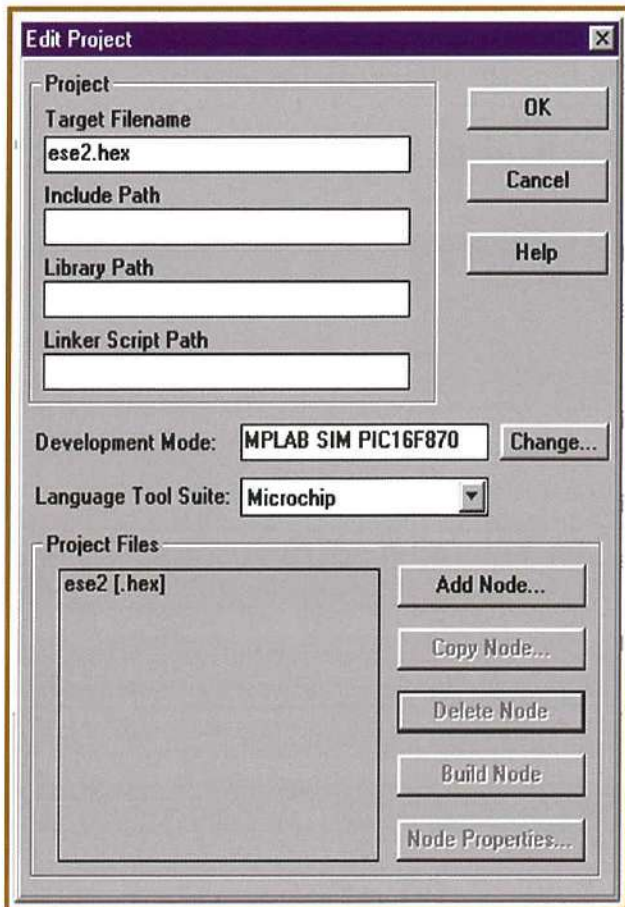 Edit Project
Project
Target Filename
ese2.hex
Include Path
Library Path
Linker Script Path
OK
Cancel
Help
Development Mode:
MPLAB SIM PIC16F870
Change...
Language Tool Suite:
Microchip
Project Files
ese2 [.hex]
Add Node...
Copy Node...
Delete Node
Build Node
Node Properties...